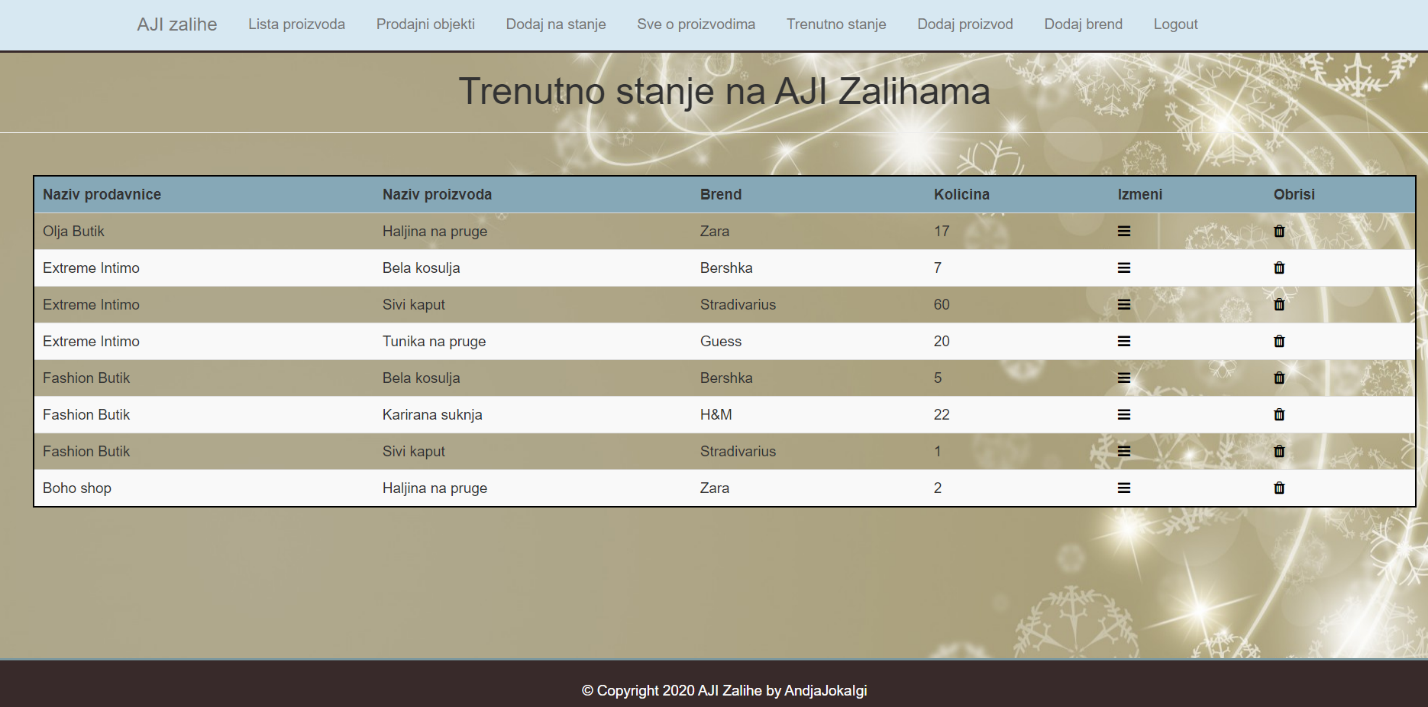 AJI zalihe Lista proizvoda Prodajni objekti Dodaj na stanje Sve o proizvodima Trenutno stanje Dodaj proizvod Dodaj brend Logout
Trenutno stanje na AJI Zalihama
Naziv prodavnice Naziv proizvoda Brend Kolicina Izmeni Obrisi
Olja Butik Haljina na pruge Zara 17
Extreme Intimo Bela kosulja Bershka 7
Extreme Intimo Sivi kaput Stradivarius 60
Extreme Intimo Tunika na pruge Guess 20
Fashion Butik Bela kosulja Bershka 5
Fashion Butik Karirana suknja H&M 22
Fashion Butik Sivi kaput Stradivarius 1
Boho shop Haljina na pruge Zara 2
© Copyright 2020 AJI Zalihe by AndjaJokaIgi